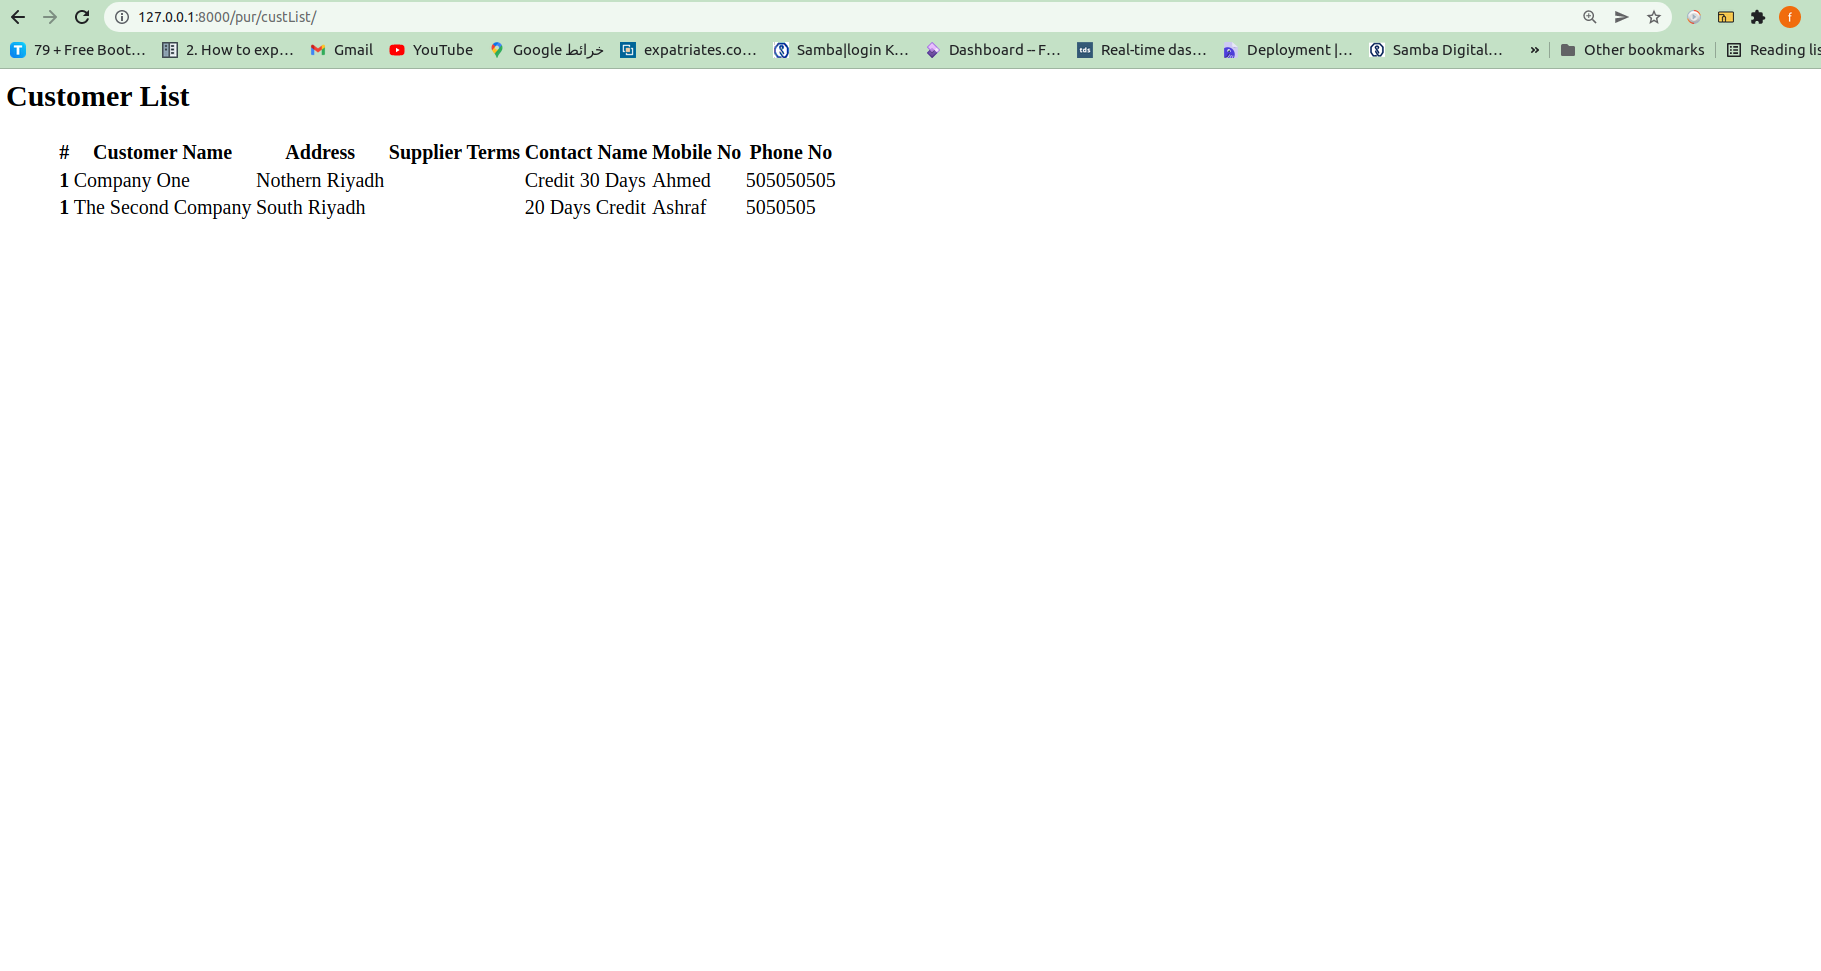 127.0.0.1:8000/pur/custList/
f
79+Free Boot… 2. How to exp… Gmail YouTube Google خرائط expatriates.co… Samba|login K… Dashboard – F… tds Real-time das… Deployment |… Samba Digital… » Other bookmarks Reading lis
Customer List
# Customer Name Address Supplier Terms Contact Name Mobile No Phone No
1 Company One Nothern Riyadh Credit 30 Days Ahmed 505050505
1 The Second Company South Riyadh 20 Days Credit Ashraf 5050505